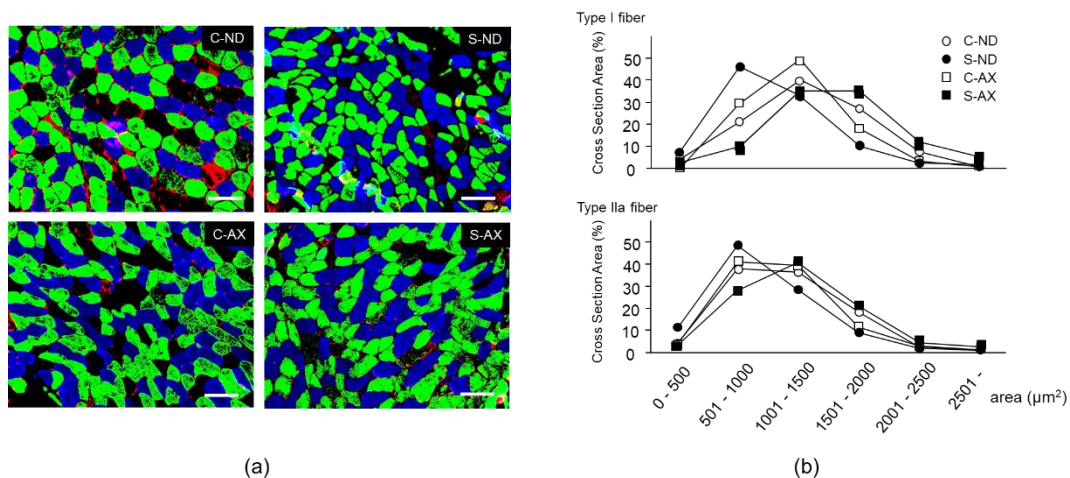 C-ND
S-ND
C-AX
S-AX
(a)
Type I fiber
Cross Section Area (%)
50
40
30
20
10
0
C-ND
S-ND
C-AX
S-AX
Type IIa fiber
Cross Section Area (%)
50
40
30
20
10
0
0 - 500
501 - 1000
1001 - 1500
1501 - 2000
2001 - 2500
2501 -
area (µm²)
(b)